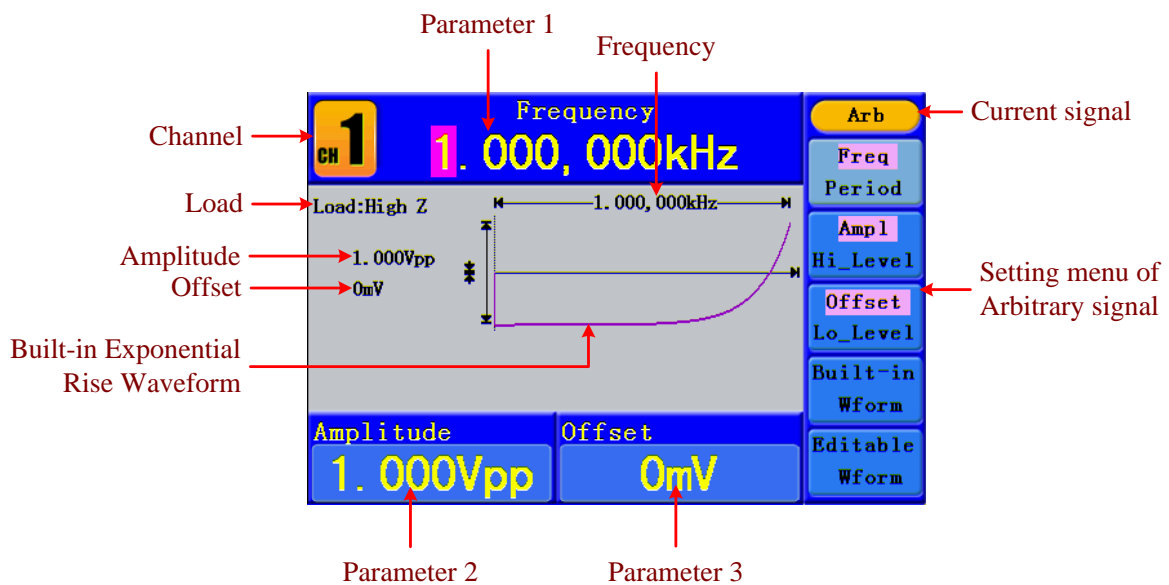 Parameter 1
Frequency
Channel
CH 1
Frequency
1.000,000kHz
Arb
Current signal
Freq
Period
Load
Load:High Z
1.000,000kHz
Amplitude
1.000Vpp
Ampl
Hi_Level
Offset
0mV
Setting menu of
Arbitrary signal
Offset
Lo_Level
Built-in Exponential
Rise Waveform
Built-in
Wform
Amplitude
1.000Vpp
Offset
0mV
Editable
Wform
Parameter 2
Parameter 3